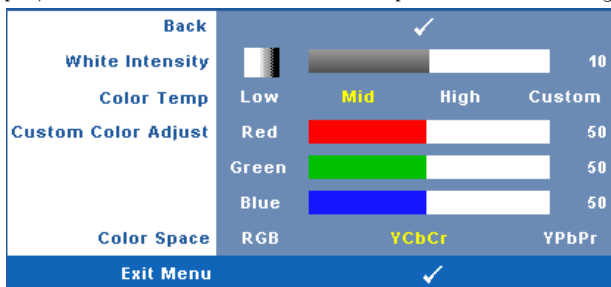 Back
White Intensity 10
Color Temp Low Mid High Custom
Custom Color Adjust Red 50
Green 50
Blue 50
Color Space RGB YCbCr YPbPr
Exit Menu